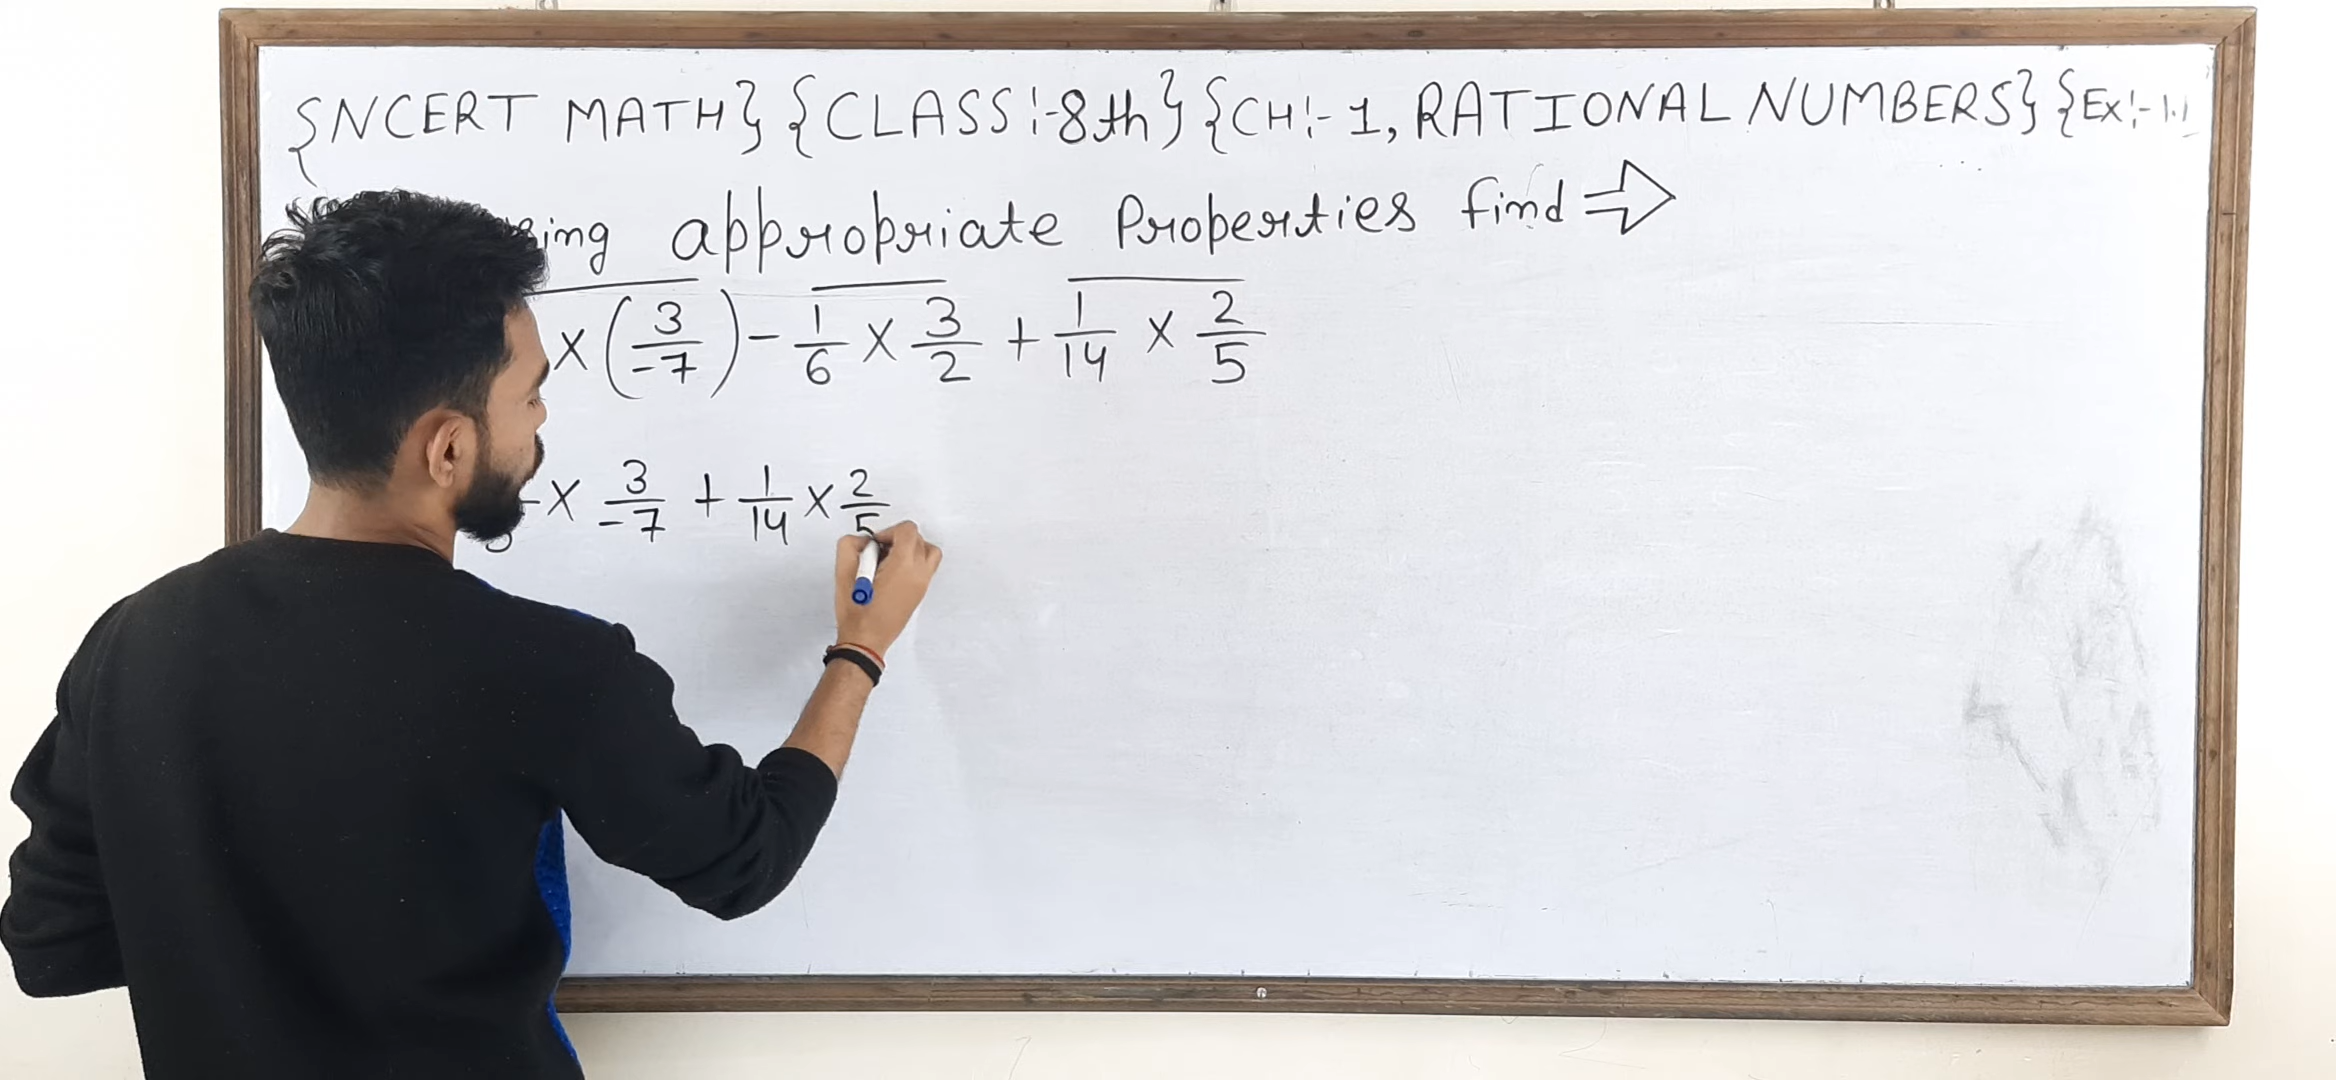 {NCERT MATH} {CLASS:-8th} {CH:-1, RATIONAL NUMBERS} {Ex:-1.1
appropriate Properties find ⇒
× (3/-7) - 1/6 × 3/2 + 1/14 × 2/5
× 3/-7 + 1/14 × 2/5